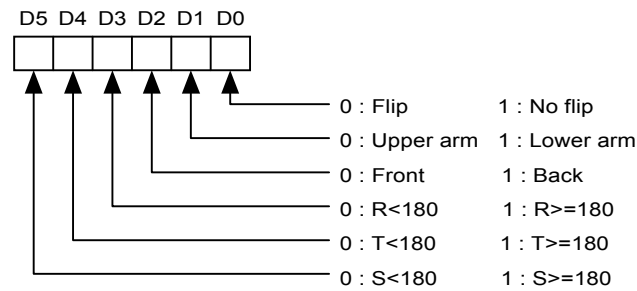 D5 D4 D3 D2 D1 D0
0 : Flip 1 : No flip
0 : Upper arm 1 : Lower arm
0 : Front 1 : Back
0 : R<180 1 : R>=180
0 : T<180 1 : T>=180
0 : S<180 1 : S>=180